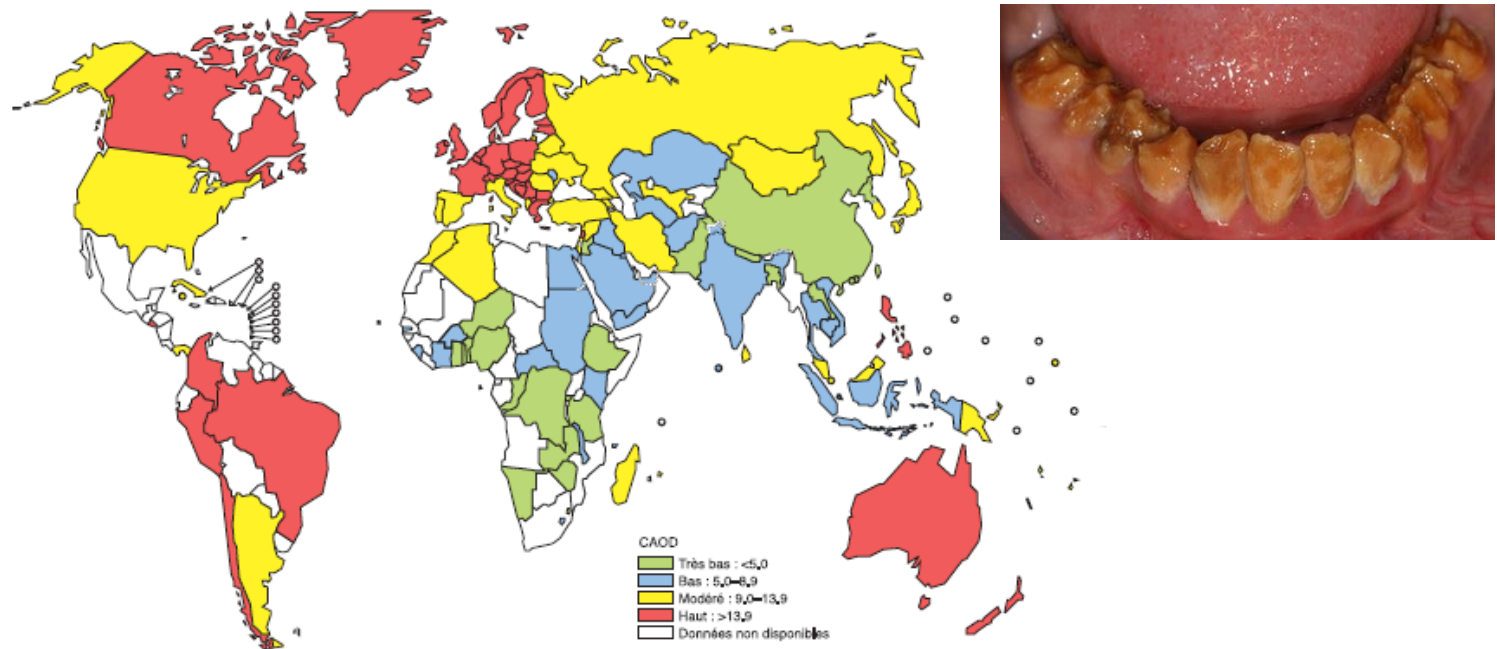 CAOD
Très bas : <5.0
Bas : 5.0–8.9
Modéré : 9.0–13.9
Haut : >13.9
Données non disponibles